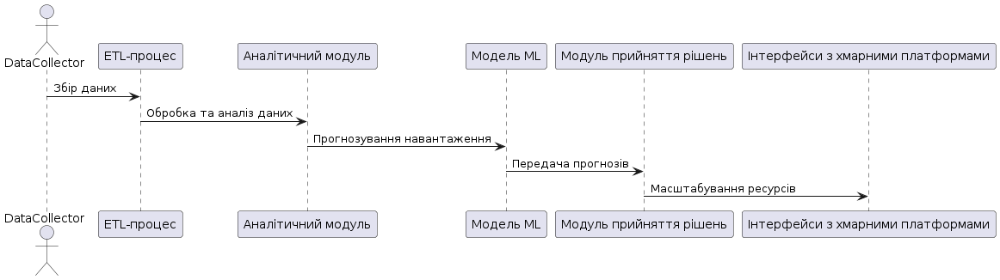 DataCollector
ETL-процес
Аналітичний модуль
Модель ML
Модуль прийняття рішень
Інтерфейси з хмарними платформами
Збір даних
Обробка та аналіз даних
Прогнозування навантаження
Передача прогнозів
Масштабування ресурсів
DataCollector
ETL-процес
Аналітичний модуль
Модель ML
Модуль прийняття рішень
Інтерфейси з хмарними платформами